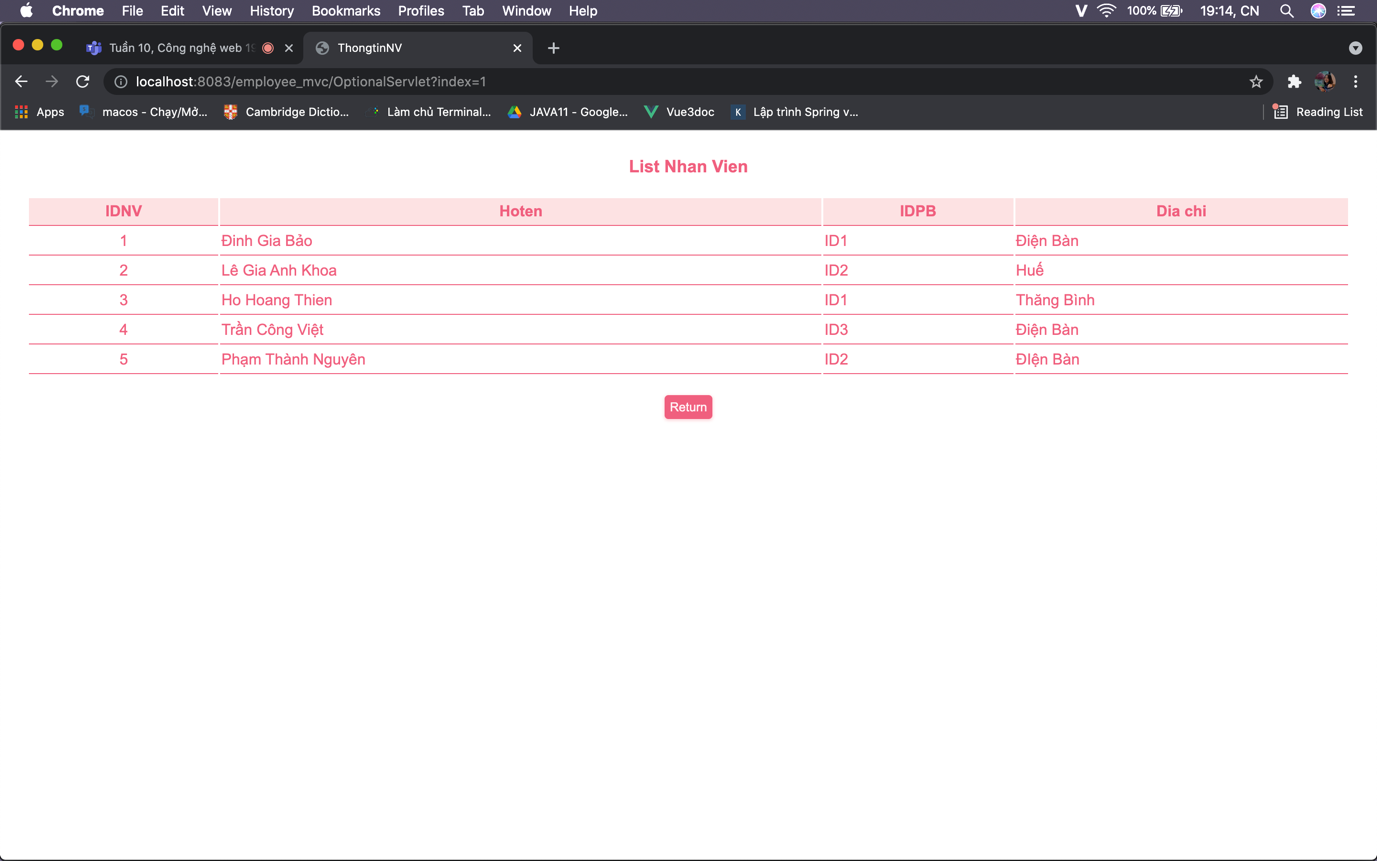 Chrome File Edit View History Bookmarks Profiles Tab Window Help V 100% 19:14, CN
Tuần 10, Công nghệ web ThongtinNV
localhost:8083/employee_mvc/OptionalServlet?index=1
Apps macos - Chạy/Mở... Cambridge Dictio... Làm chủ Terminal... JAVA11 - Google... Vue3doc K Lập trình Spring v... Reading List
List Nhan Vien
IDNV Hoten IDPB Dia chi
1 Đinh Gia Bảo ID1 Điện Bàn
2 Lê Gia Anh Khoa ID2 Huế
3 Ho Hoang Thien ID1 Thăng Bình
4 Trần Công Việt ID3 Điện Bàn
5 Phạm Thành Nguyên ID2 ĐIện Bàn
Return